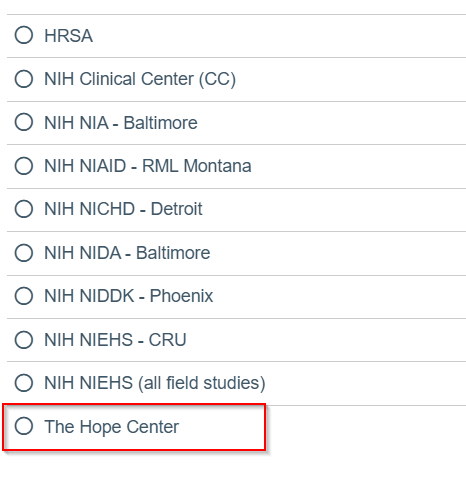 HRSA
NIH Clinical Center (CC)
NIH NIA - Baltimore
NIH NIAID - RML Montana
NIH NICHD - Detroit
NIH NIDA - Baltimore
NIH NIDDK - Phoenix
NIH NIEHS - CRU
NIH NIEHS (all field studies)
The Hope Center